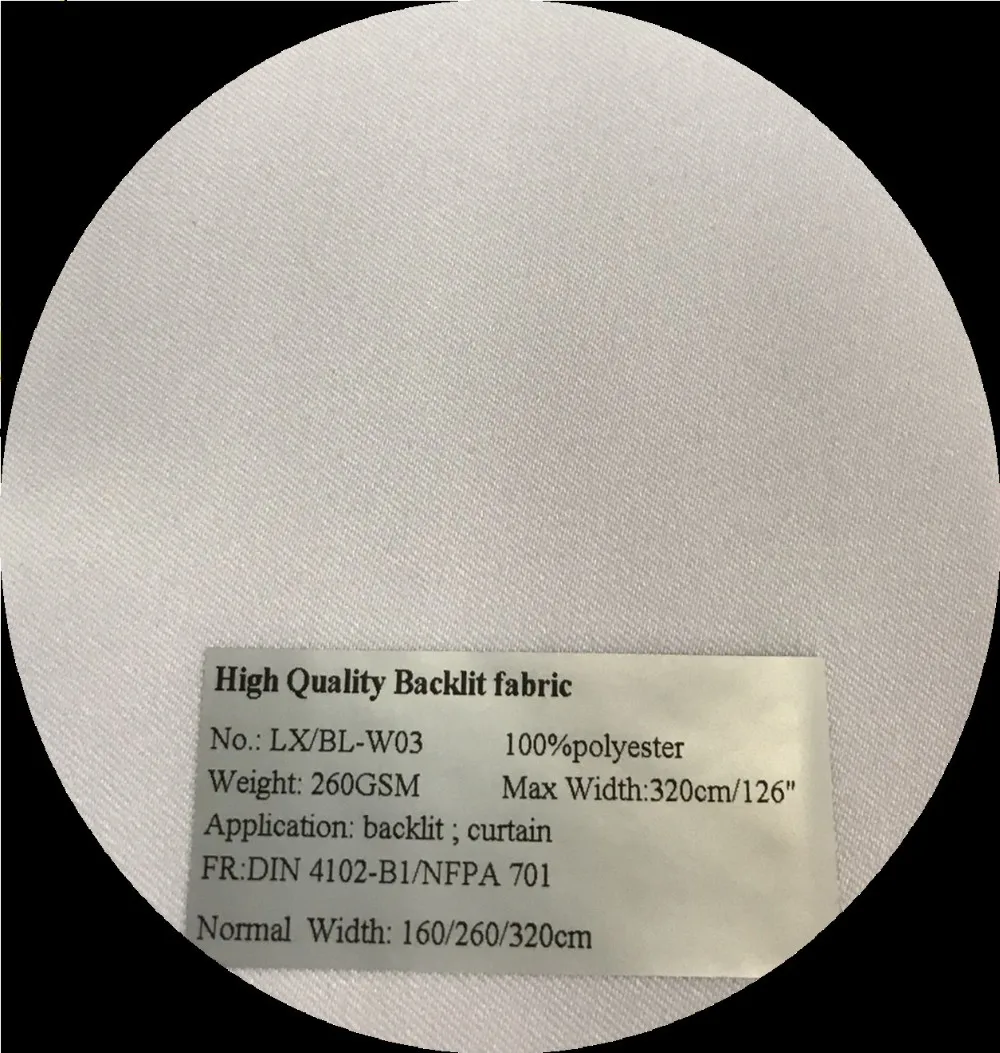 High Quality Backlit fabric
No.: LX/BL-W03 100%polyester
Weight: 260GSM Max Width:320cm/126"
Application: backlit ; curtain
FR:DIN 4102-B1/NFPA 701
Normal Width: 160/260/320cm